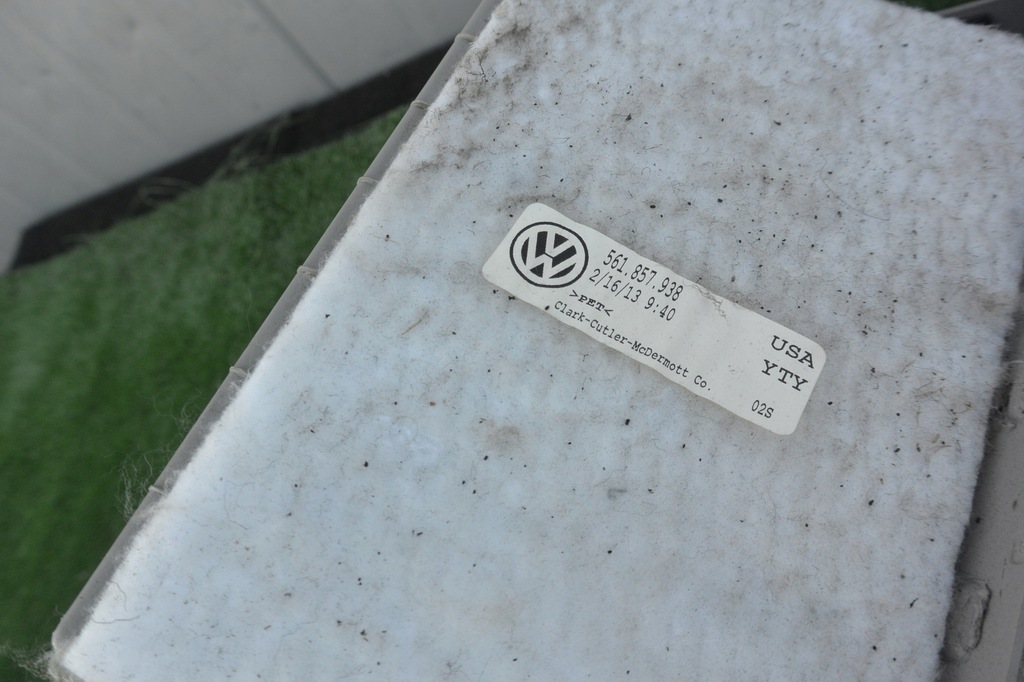 561.857.938
2/16/13 9:40
>PET<
Clark-Cutler-McDermott Co.
USA
YTY
02S